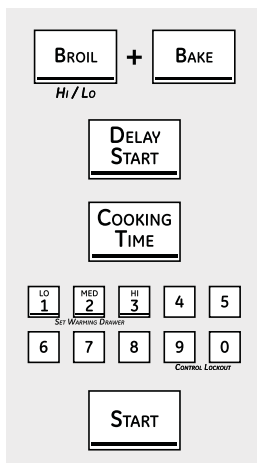 BROIL + BAKE
HI / LO
DELAY
START
COOKING
TIME
LO MED HI
1 2 3 4 5
SET WARMING DRAWER
6 7 8 9 0
CONTROL LOCKOUT
START